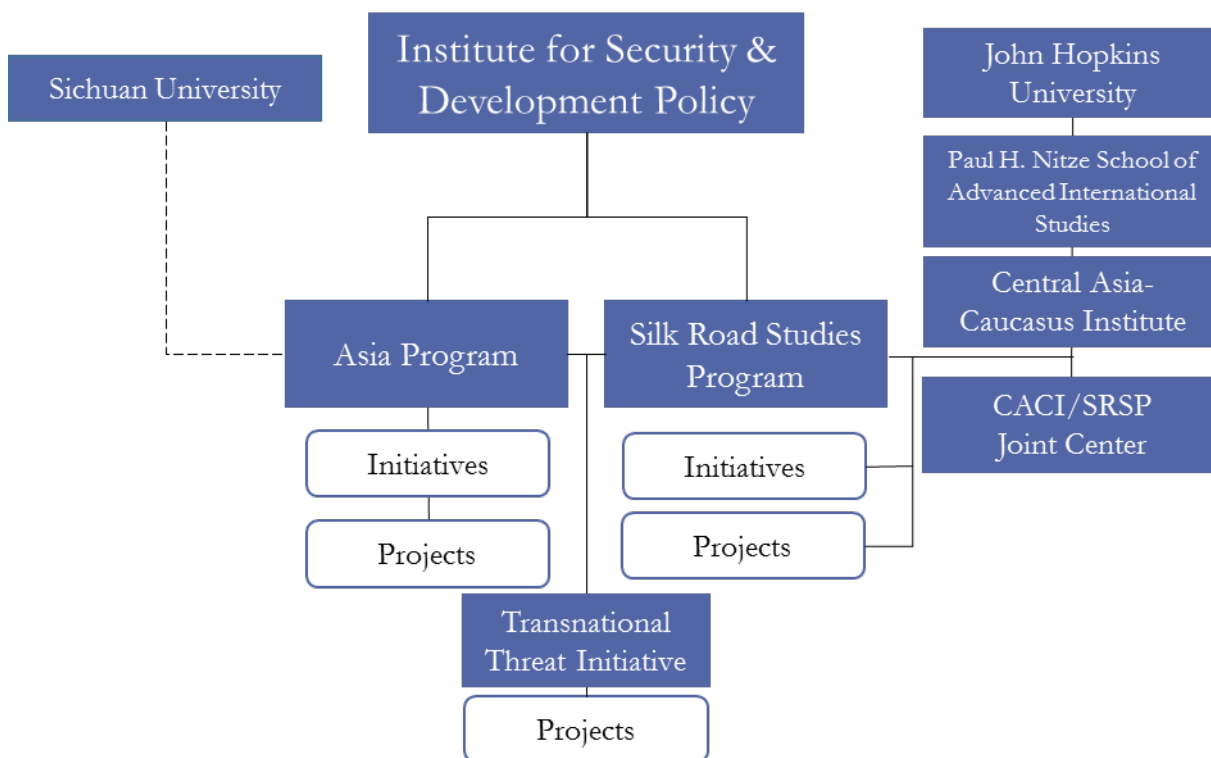 Institute for Security &
Development Policy
Sichuan University
John Hopkins
University
Paul H. Nitze School of
Advanced International
Studies
Central Asia-
Caucasus Institute
Asia Program
Silk Road Studies
Program
CACI/SRSP
Joint Center
Initiatives
Projects
Initiatives
Projects
Transnational
Threat Initiative
Projects